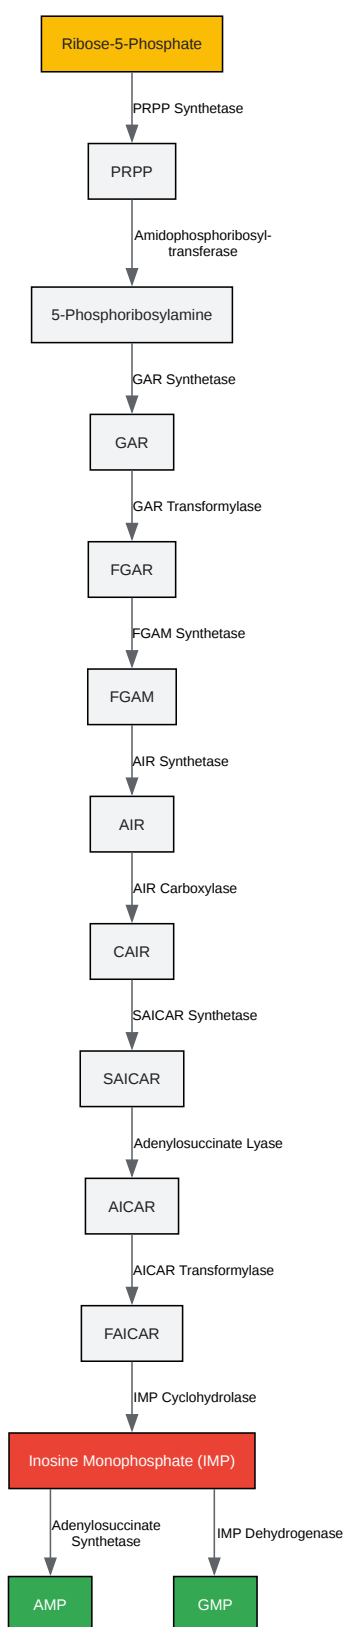 Ribose-5-Phosphate
PRPP Synthetase
PRPP
Amidophosphoribosyl-
transferase
5-Phosphoribosylamine
GAR Synthetase
GAR
GAR Transformylase
FGAR
FGAM Synthetase
FGAM
AIR Synthetase
AIR
AIR Carboxylase
CAIR
SAICAR Synthetase
SAICAR
Adenylosuccinate Lyase
AICAR
AICAR Transformylase
FAICAR
IMP Cyclohydrolase
Inosine Monophosphate (IMP)
Adenylosuccinate
Synthetase
IMP Dehydrogenase
AMP
GMP